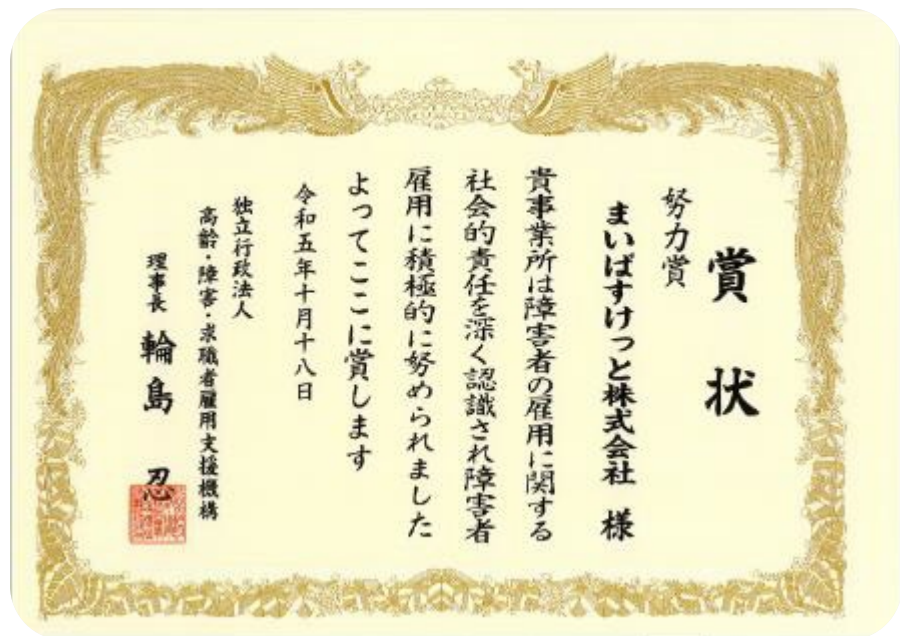 賞状
努力賞
まいばすけっと株式会社 様
貴事業所は障害者の雇用に関する
社会的責任を深く認識され障害者
雇用に積極的に努められました
よってここに賞します
令和五年十月十八日
独立行政法人
高齢・障害・求職者雇用支援機構
理事長 輪島 忍